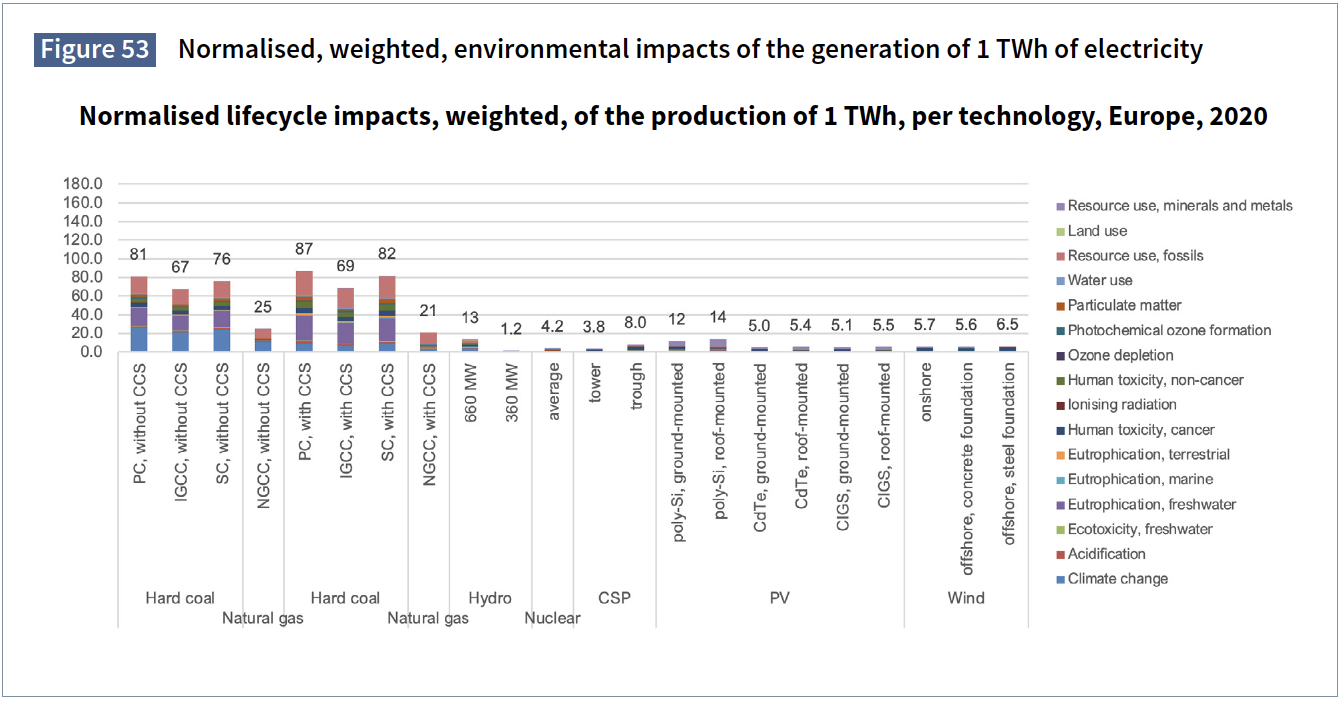 Figure 53 Normalised, weighted, environmental impacts of the generation of 1 TWh of electricity
Normalised lifecycle impacts, weighted, of the production of 1 TWh, per technology, Europe, 2020
180.0
160.0
140.0
120.0
100.0
80.0
60.0
40.0
20.0
0.0
81
67
76
25
87
69
82
21
13
1.2
4.2
3.8
8.0
12
14
5.0
5.4
5.1
5.5
5.7
5.6
6.5
PC, without CCS
IGCC, without CCS
SC, without CCS
NGCC, without CCS
PC, with CCS
IGCC, with CCS
SC, with CCS
NGCC, with CCS
660 MW
360 MW
average
tower
trough
poly-Si, ground-mounted
poly-Si, roof-mounted
CdTe, ground-mounted
CdTe, roof-mounted
CIGS, ground-mounted
CIGS, roof-mounted
onshore
offshore, concrete foundation
offshore, steel foundation
Hard coal
Natural gas
Hard coal
Natural gas
Hydro
Nuclear
CSP
PV
Wind
Resource use, minerals and metals
Land use
Resource use, fossils
Water use
Particulate matter
Photochemical ozone formation
Ozone depletion
Human toxicity, non-cancer
Ionising radiation
Human toxicity, cancer
Eutrophication, terrestrial
Eutrophication, marine
Eutrophication, freshwater
Ecotoxicity, freshwater
Acidification
Climate change